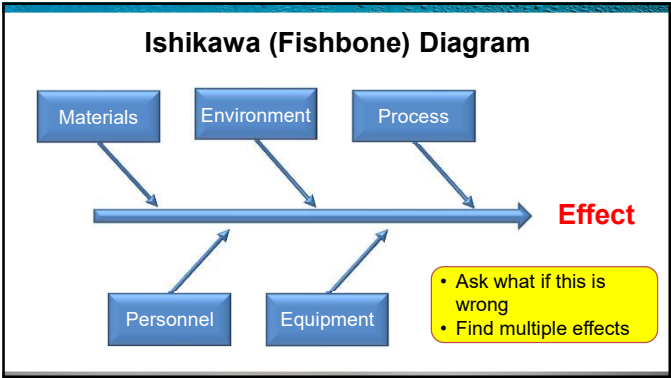 Ishikawa (Fishbone) Diagram
Materials
Environment
Process
Effect
Personnel
Equipment
• Ask what if this is
wrong
• Find multiple effects